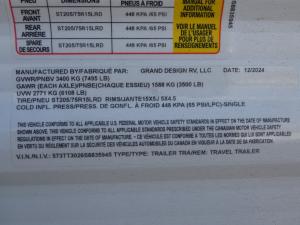 PNEU DIMENSIONS PNEUS À FROID
FRONT
AVANT ST205/75R15LRD 448 KPA (65 PSI)
REAR
ARRIÈRE ST205/75R15LRD 448 KPA (65 PSI)
SPARE
DE SECOURS ST205/75R15LRD 448 KPA (65 PSI)
MANUAL FOR
ADDITIONAL
INFORMATION
VOIR LE MANUEL
DE L'USAGER
POUR PLUS DE
RENSEIGNEMENTS
MANUFACTURED BY/FABRIQUÉ PAR: GRAND DESIGN RV, LLC DATE: 12/2024
GVWR/PNBV 3400 KG (7495 LB)
GAWR (EACH AXLE)/PNBE(CHAQUE ESSIEU) 1588 KG (3500 LB)
UVW 2771 KG (6108 LB)
TIRE/PNEU ST205/75R15LRD RIMS/JANTE15X5J 5X4.5
COLD INFL. PRESS/PRESS. DE GONFL. À FROID 448 KPA (65 PSI/LPC)-SINGLE
THIS VEHICLE CONFORMS TO ALL APPLICABLE U.S. FEDERAL MOTOR VEHICLE SAFETY STANDARDS IN EFFECT ON THE DATE OF MANUFACTURE
SHOWN ABOVE. THIS VEHICLE CONFORMS TO ALL APPLICABLE STANDARDS PRESCRIBED UNDER THE CANADIAN MOTOR VEHICLE SAFETY
REGULATIONS IN EFFECT ON THE DATE OF MANUFACTURE / CE VÉHICULE EST CONFORME À TOUTES LES NORMES QUI LUI SONT APPLICABLES
EN VERTU DU RÈGLEMENT SUR LA SÉCURITÉ DES VÉHICULES AUTOMOBILES DU CANADA EN VIGUEUR À LA DATE DE SA FABRICATION.
V.I.N./N.I.V.: 573TT3026S6635945 TYPE/TYPE: TRAILER TRA/REM: TRAVEL TRAILER